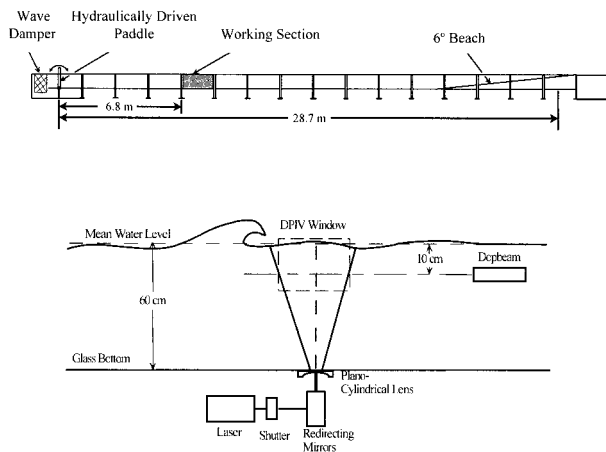 Wave
Damper
Hydraulically Driven
Paddle
Working Section
6° Beach
6.8 m
28.7 m
Mean Water Level
DPIV Window
10 cm
Dopbeam
60 cm
Glass Bottom
Plano-
Cylindrical Lens
Laser
Shutter
Redirecting
Mirrors